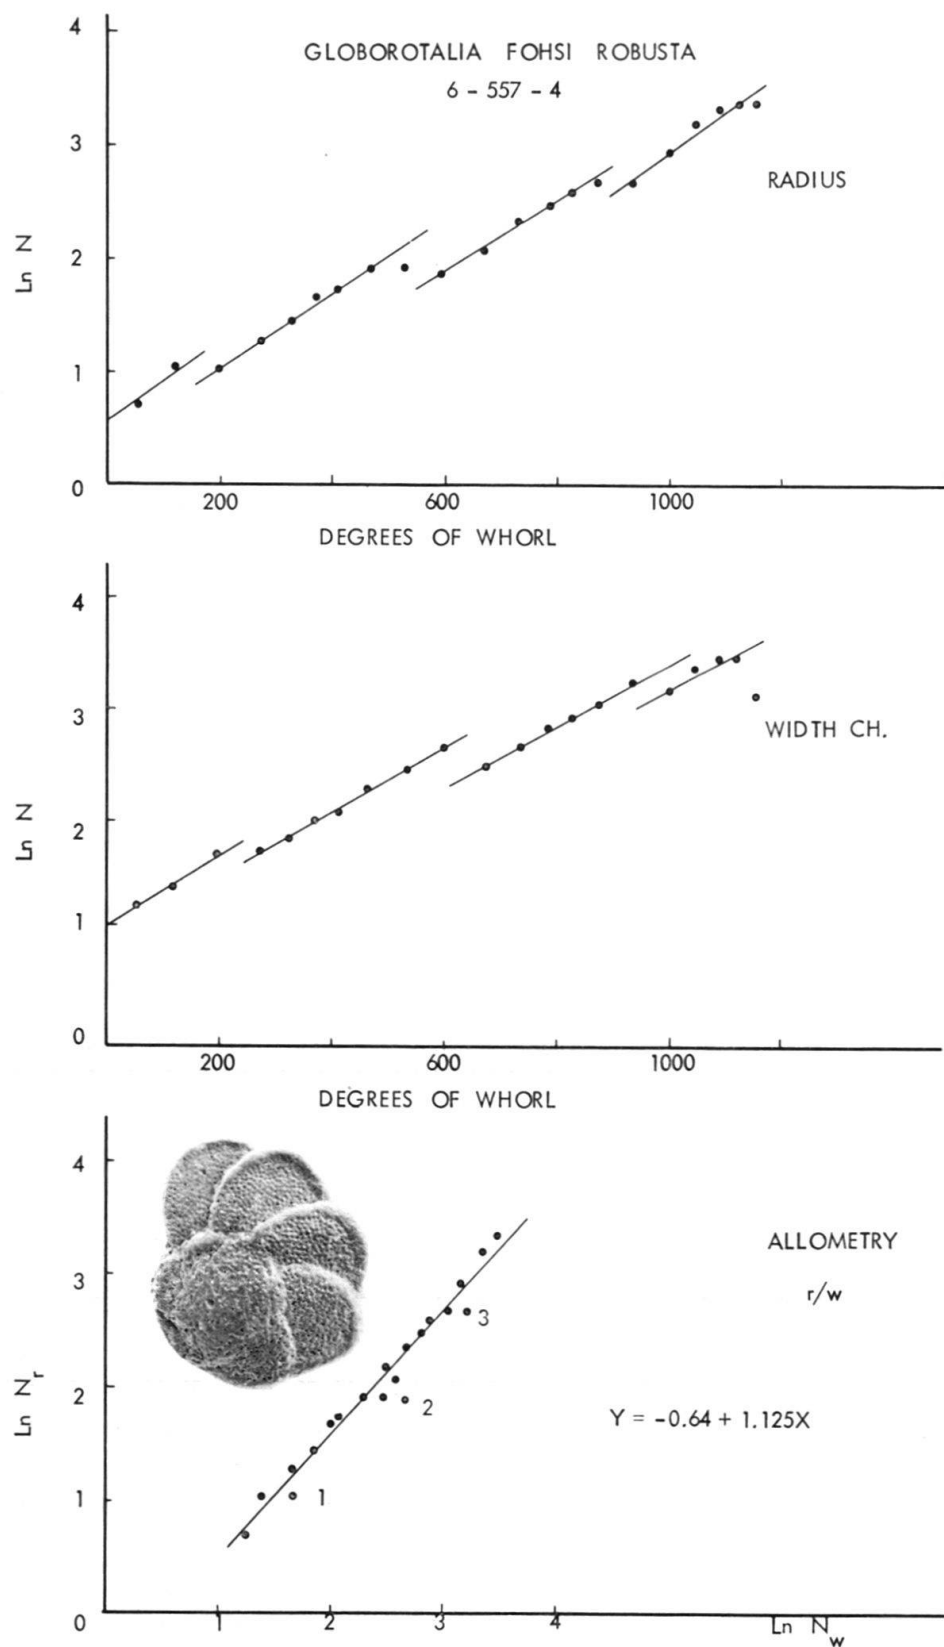 4
GLOBOROTALIA FOHSI ROBUSTA
6 - 557 - 4
3
RADIUS
Ln N
2
1
0
200 600 1000
DEGREES OF WHORL
4
3
WIDTH CH.
Ln N
2
1
0
200 600 1000
DEGREES OF WHORL
4
ALLOMETRY
3
r/w
3
Ln Nr
2
2
Y = -0.64 + 1.125X
1
1
0
1 2 3 4 Ln Nw